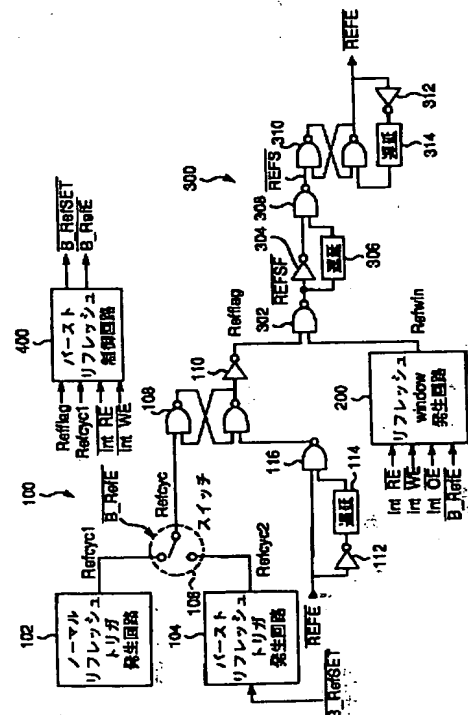 100
102
ノーマル
リフレッシュ
トリガ
発生回路
Refcyc1
B_RefE
Refcyc
スイッチ
106
104
バースト
リフレッシュ
トリガ
発生回路
Refcyc2
B_RefSET
108
110
Refflag
REFE
112
遅延
114
116
400
バースト
リフレッシュ
制御回路
Refflag
Refcyc1
Int RE
Int WE
B_RefSET
B_RefE
200
リフレッシュ
window
発生回路
Int RE
Int WE
Int OE
B_RefE
Refwin
300
302
REFSF
304
遅延
306
308
REFS
310
REFE
312
遅延
314